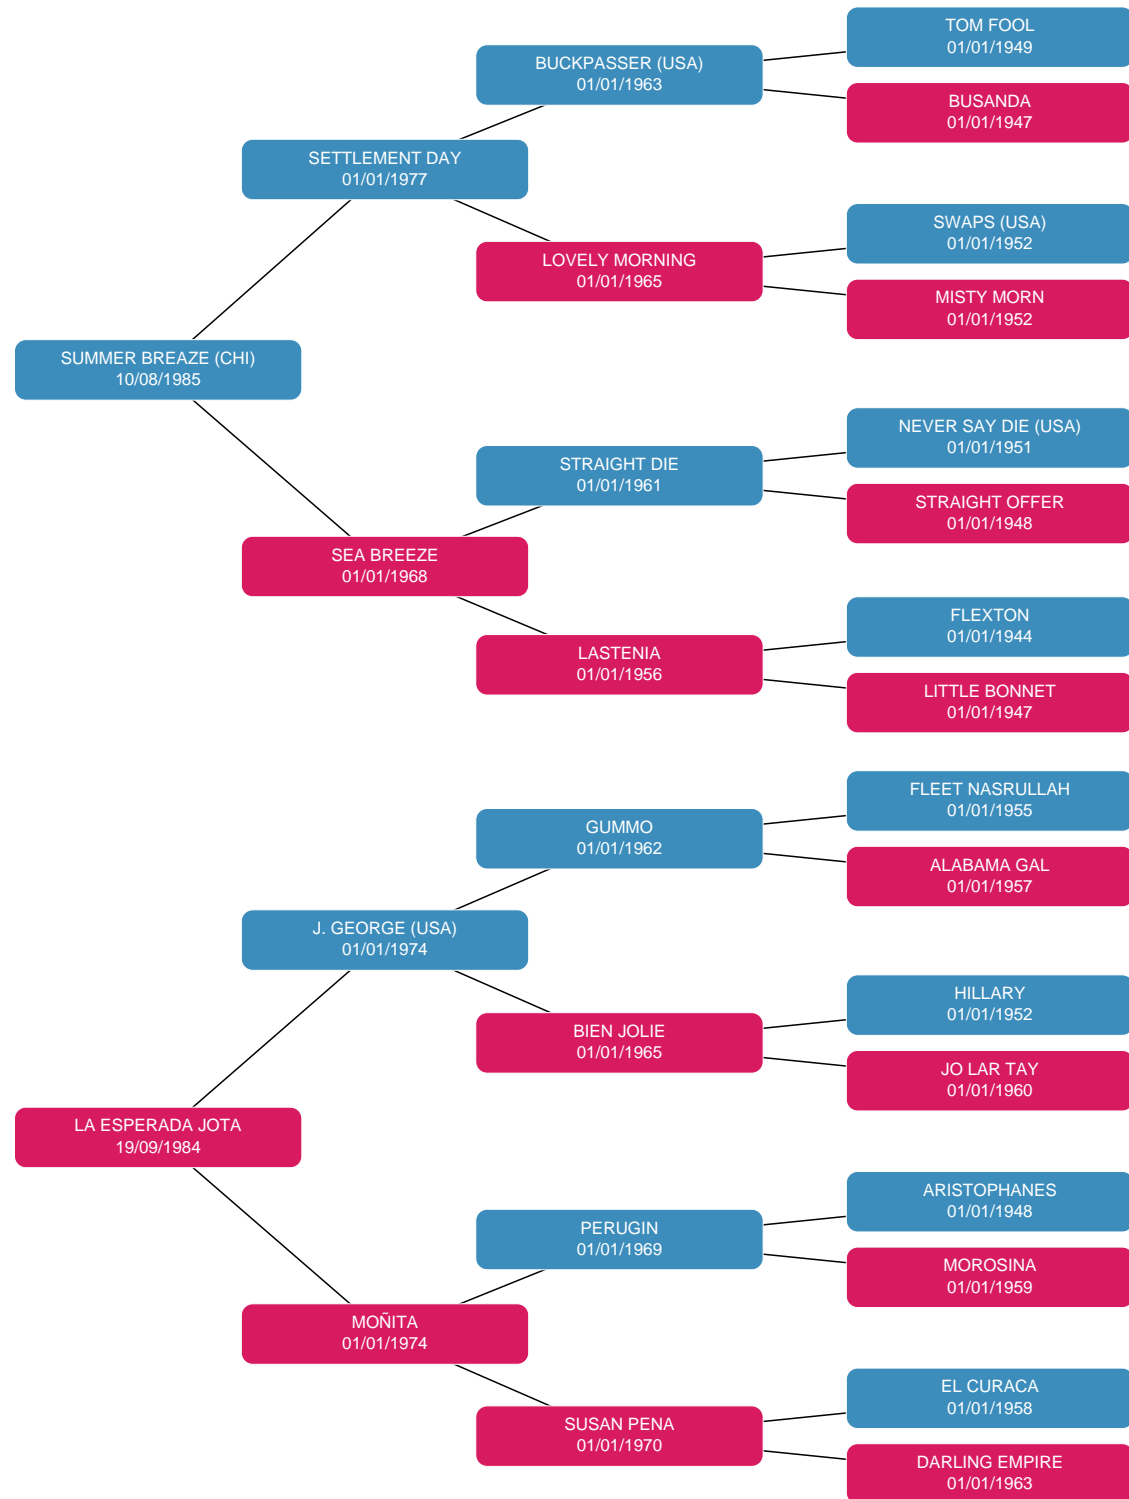 TOM FOOL
01/01/1949
BUCKPASSER (USA)
01/01/1963
BUSANDA
01/01/1947
SETTLEMENT DAY
01/01/1977
SWAPS (USA)
01/01/1952
LOVELY MORNING
01/01/1965
MISTY MORN
01/01/1952
SUMMER BREAZE (CHI)
10/08/1985
NEVER SAY DIE (USA)
01/01/1951
STRAIGHT DIE
01/01/1961
STRAIGHT OFFER
01/01/1948
SEA BREEZE
01/01/1968
FLEXTON
01/01/1944
LASTENIA
01/01/1956
LITTLE BONNET
01/01/1947
FLEET NASRULLAH
01/01/1955
GUMMO
01/01/1962
ALABAMA GAL
01/01/1957
J. GEORGE (USA)
01/01/1974
HILLARY
01/01/1952
BIEN JOLIE
01/01/1965
JO LAR TAY
01/01/1960
LA ESPERADA JOTA
19/09/1984
ARISTOPHANES
01/01/1948
PERUGIN
01/01/1969
MOROSINA
01/01/1959
MOÑITA
01/01/1974
EL CURACA
01/01/1958
SUSAN PENA
01/01/1970
DARLING EMPIRE
01/01/1963